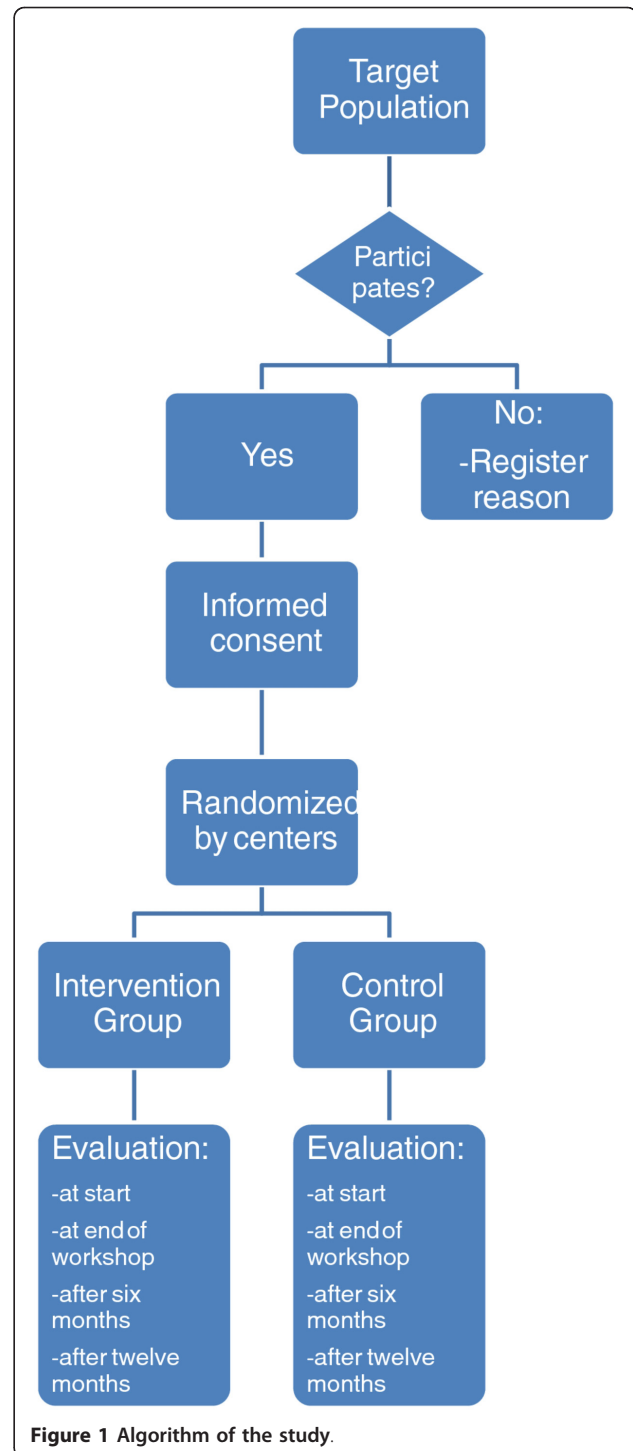 Target
Population
Partici
pates?
Yes
No:
-Register
reason
Informed
consent
Randomized
by centers
Intervention
Group
Control
Group
Evaluation:
-at start
-at end of
workshop
-after six
months
-after twelve
months
Evaluation:
-at start
-at end of
workshop
-after six
months
-after twelve
months
Figure 1 Algorithm of the study.